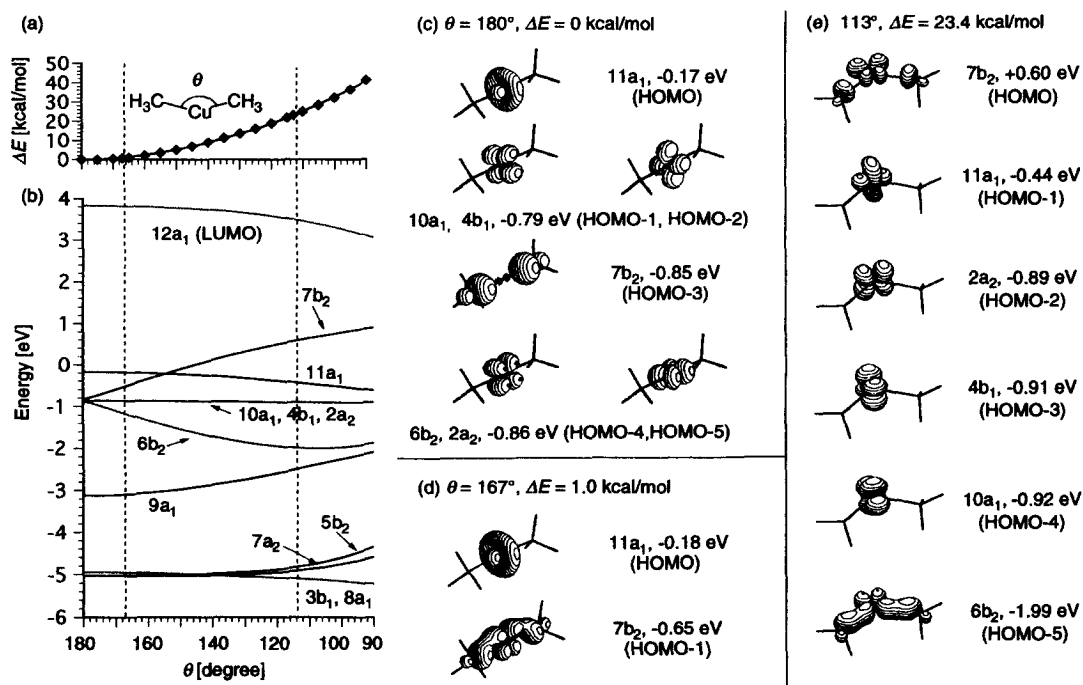 (a)
50
40
30
20
10
0
ΔE [kcal/mol]
θ
H₃C
CH₃
Cu
(b)
4
3
2
1
0
-1
-2
-3
-4
-5
-6
Energy [eV]
12a₁ (LUMO)
7b₂
11a₁
10a₁, 4b₁, 2a₂
6b₂
9a₁
5b₂
7a₂
3b₁, 8a₁
180 160 140 120 100 90
θ [degree]
(c) θ = 180°, ΔE = 0 kcal/mol
11a₁, -0.17 eV
(HOMO)
10a₁, 4b₁, -0.79 eV (HOMO-1, HOMO-2)
7b₂, -0.85 eV
(HOMO-3)
6b₂, 2a₂, -0.86 eV (HOMO-4,HOMO-5)
(d) θ = 167°, ΔE = 1.0 kcal/mol
11a₁, -0.18 eV
(HOMO)
7b₂, -0.65 eV
(HOMO-1)
(e) 113°, ΔE = 23.4 kcal/mol
7b₂, +0.60 eV
(HOMO)
11a₁, -0.44 eV
(HOMO-1)
2a₂, -0.89 eV
(HOMO-2)
4b₁, -0.91 eV
(HOMO-3)
10a₁, -0.92 eV
(HOMO-4)
6b₂, -1.99 eV
(HOMO-5)